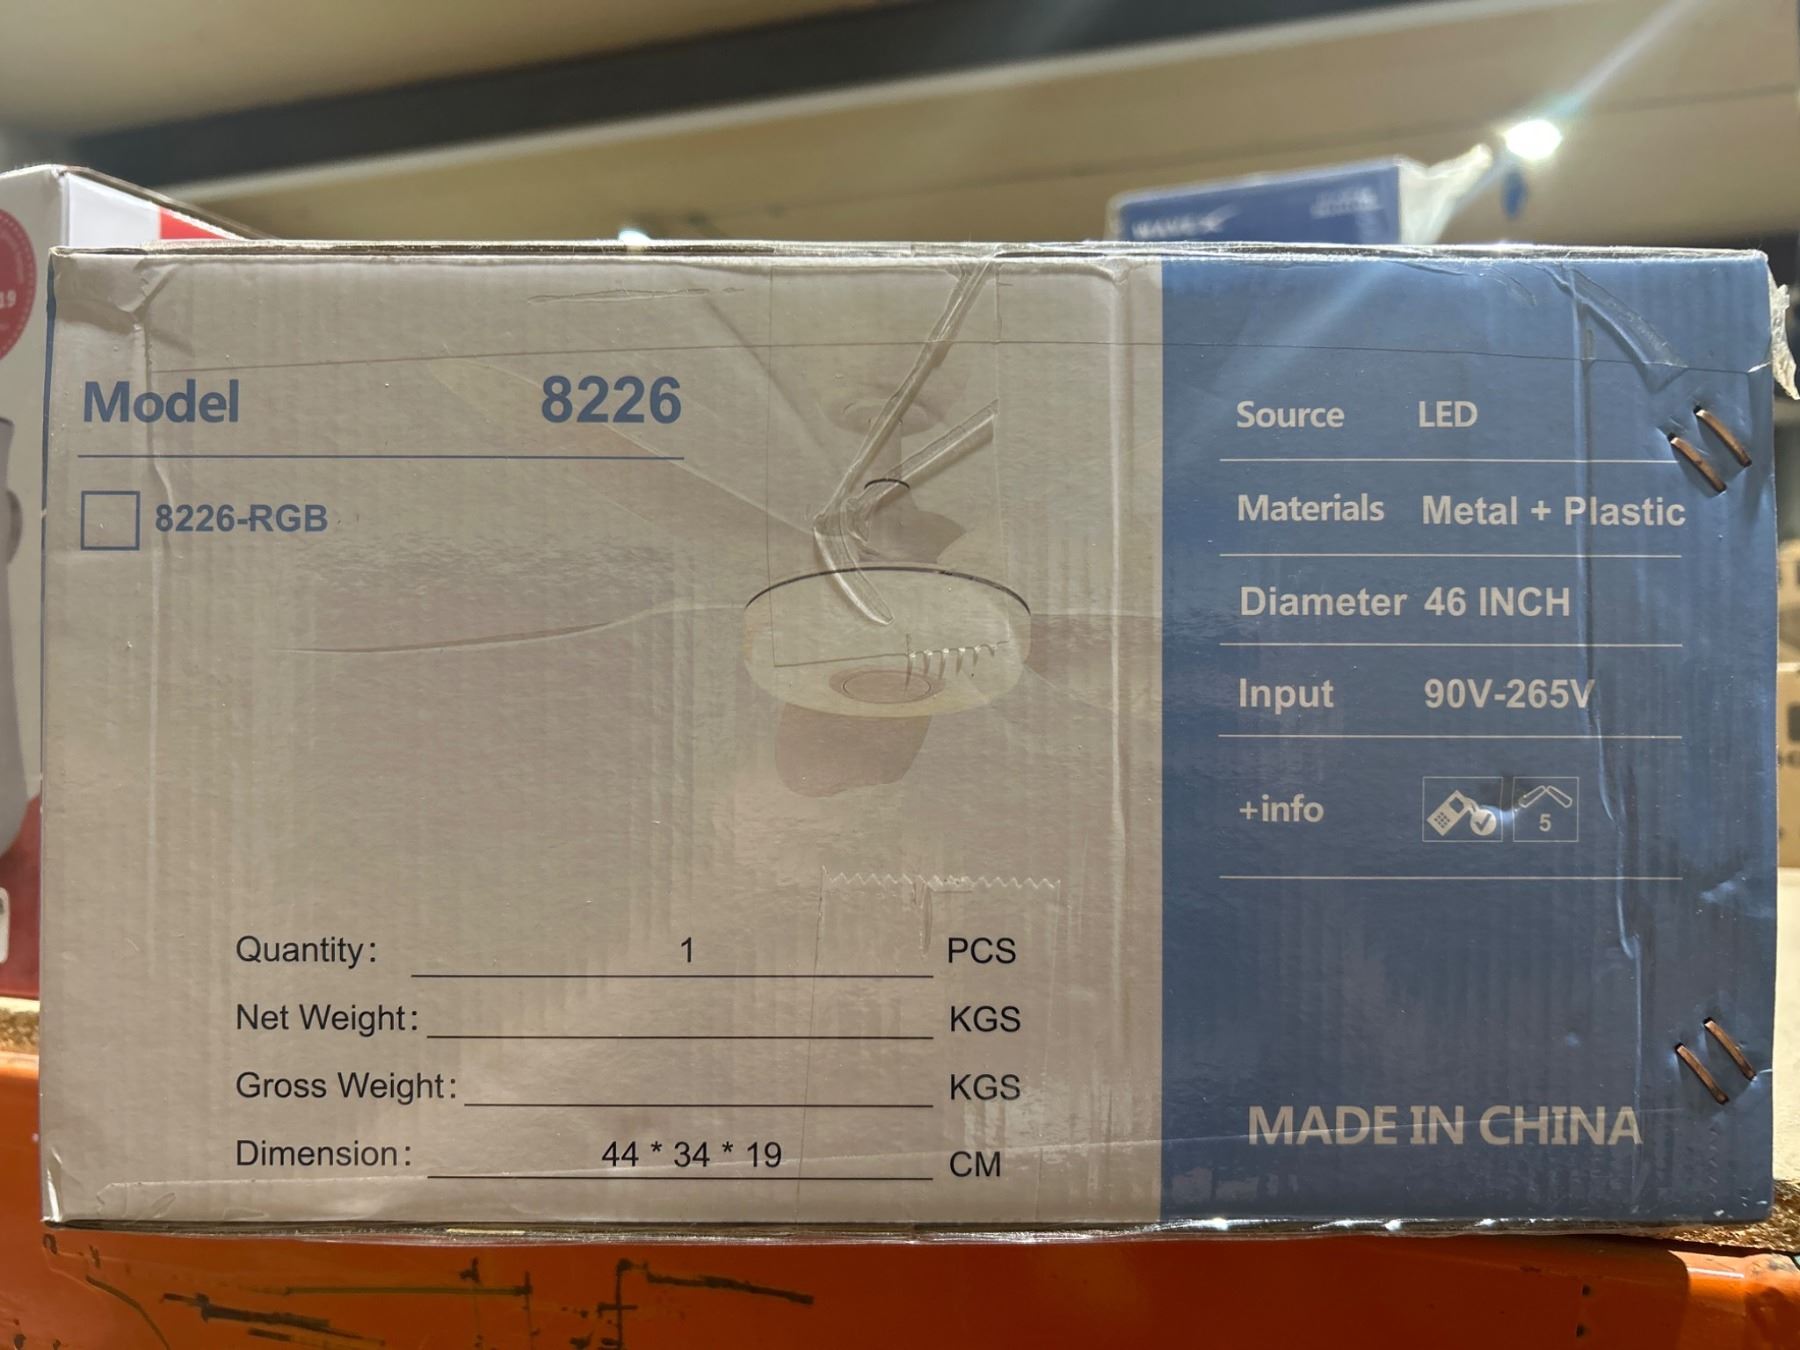 19
Model 8226
8226-RGB
Source LED
Materials Metal + Plastic
Diameter 46 INCH
Input 90V-265V
+info
5
Quantity: 1 PCS
Net Weight: KGS
Gross Weight: KGS
Dimension: 44 * 34 * 19 CM
MADE IN CHINA